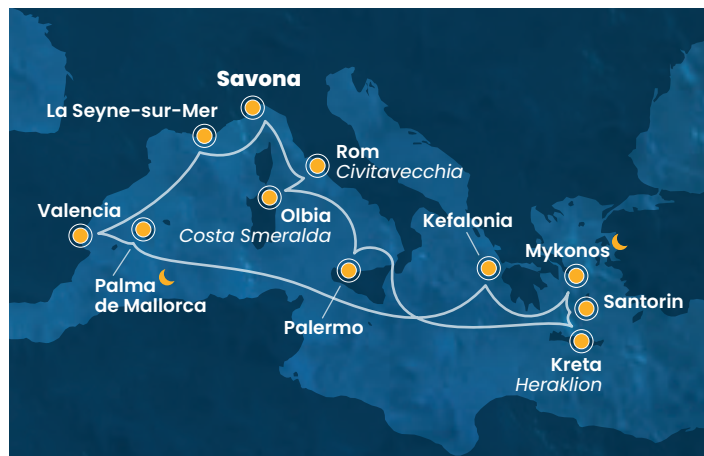 Savona
La Seyne-sur-Mer
Rom
Civitavecchia
Valencia
Olbia
Costa Smeralda
Kefalonia
Mykonos
Palma
de Mallorca
Santorin
Palermo
Kreta
Heraklion